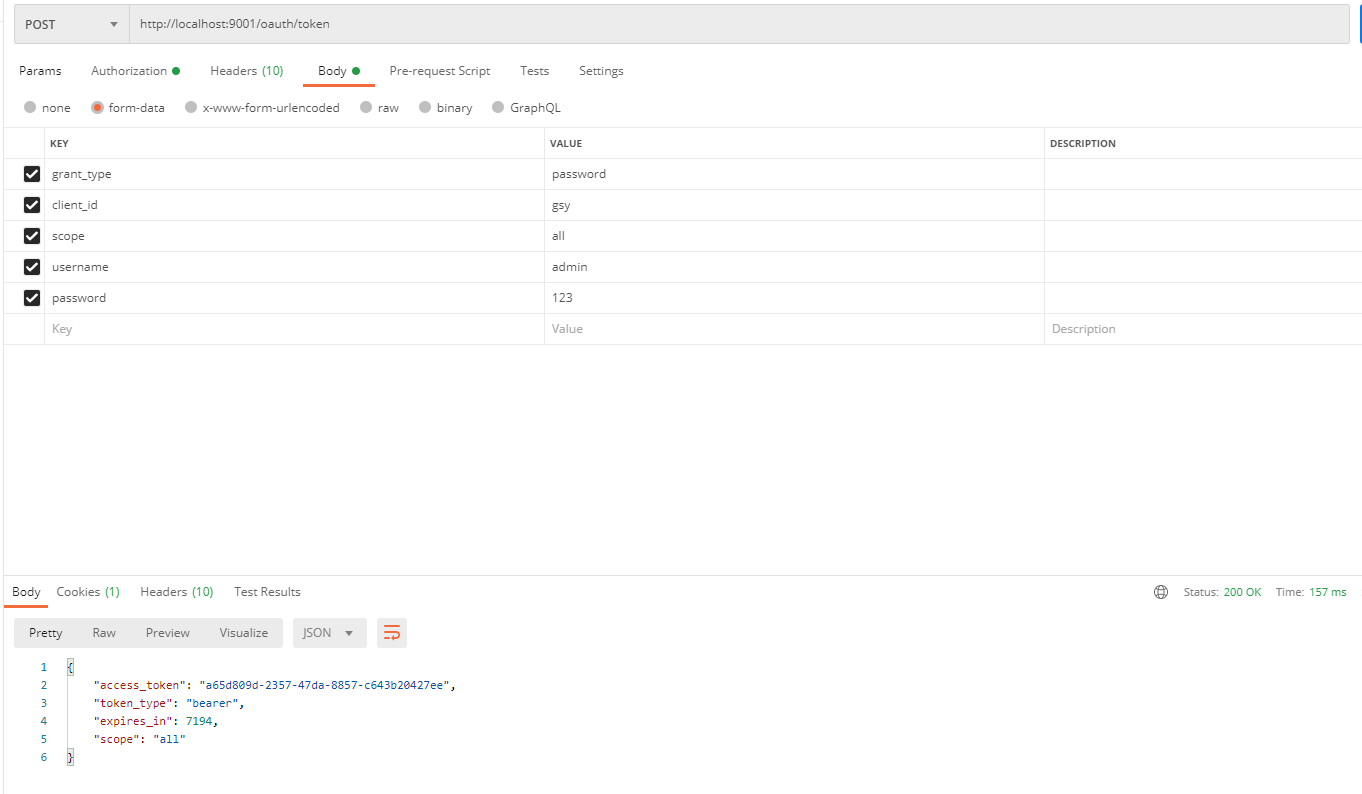 POST http://localhost:9001/oauth/token
Params Authorization Headers (10) Body Pre-request Script Tests Settings
none form-data x-www-form-urlencoded raw binary GraphQL
KEY VALUE DESCRIPTION
grant_type password
client_id gsy
scope all
username admin
password 123
Key Value Description
Body Cookies (1) Headers (10) Test Results Status: 200 OK Time: 157 ms
Pretty Raw Preview Visualize JSON
1 {
2 "access_token": "a65d809d-2357-47da-8857-c643b20427ee",
3 "token_type": "bearer",
4 "expires_in": 7194,
5 "scope": "all"
6 }